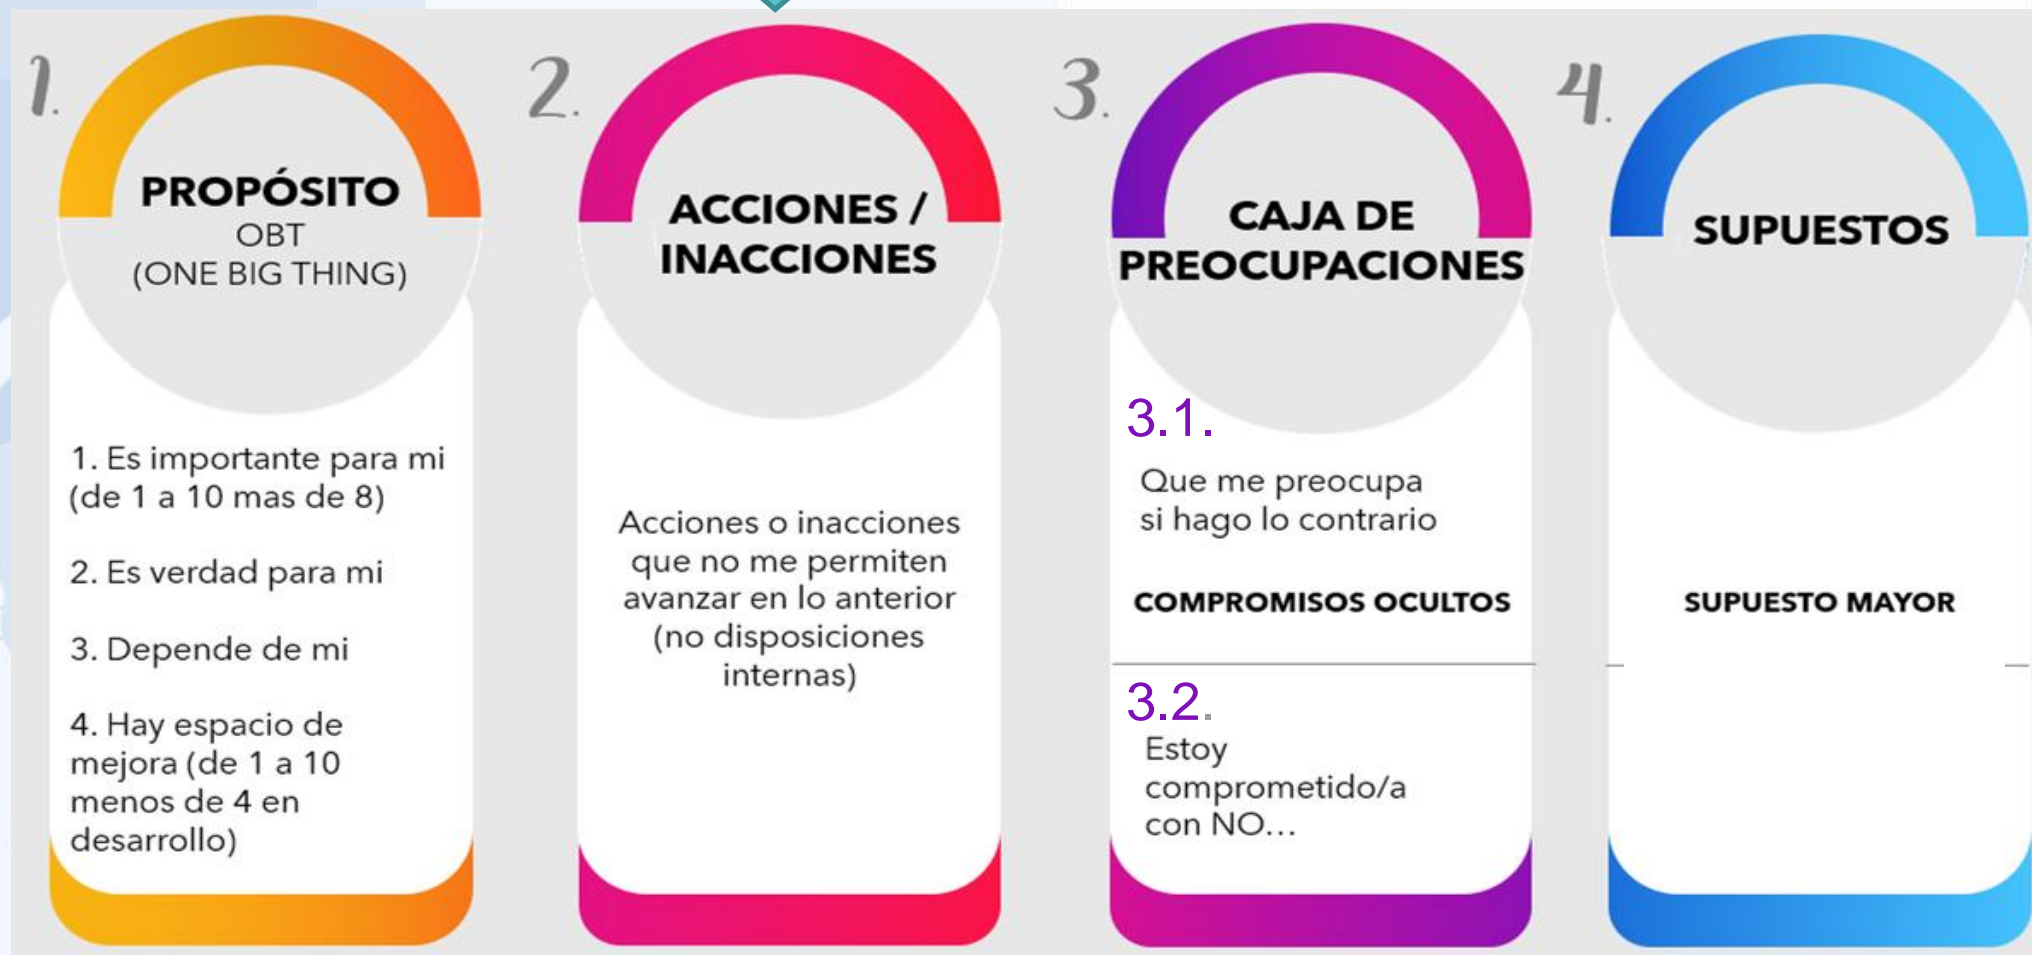 1.
PROPÓSITO
OBT
(ONE BIG THING)
1. Es importante para mi
(de 1 a 10 mas de 8)
2. Es verdad para mi
3. Depende de mi
4. Hay espacio de
mejora (de 1 a 10
menos de 4 en
desarrollo)
2.
ACCIONES /
INACCIONES
Acciones o inacciones
que no me permiten
avanzar en lo anterior
(no disposiciones
internas)
3.
CAJA DE
PREOCUPACIONES
3.1.
Que me preocupa
si hago lo contrario
COMPROMISOS OCULTOS
3.2.
Estoy
comprometido/a
con NO...
4.
SUPUESTOS
SUPUESTO MAYOR